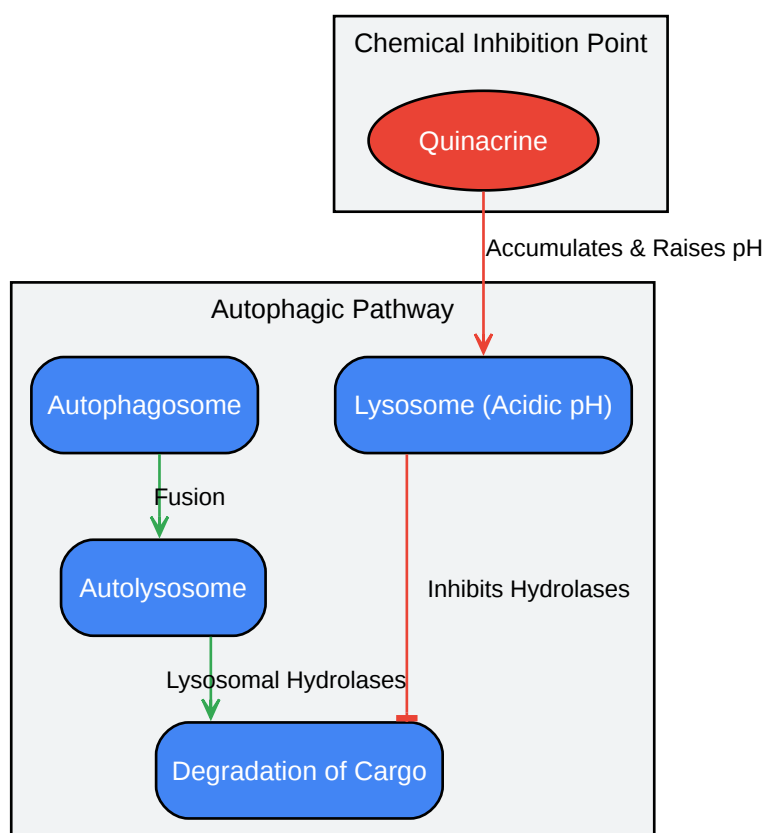 Chemical Inhibition Point
Quinacrine
Accumulates & Raises pH
Autophagic Pathway
Autophagosome
Lysosome (Acidic pH)
Fusion
Autolysosome
Inhibits Hydrolases
Lysosomal Hydrolases
Degradation of Cargo